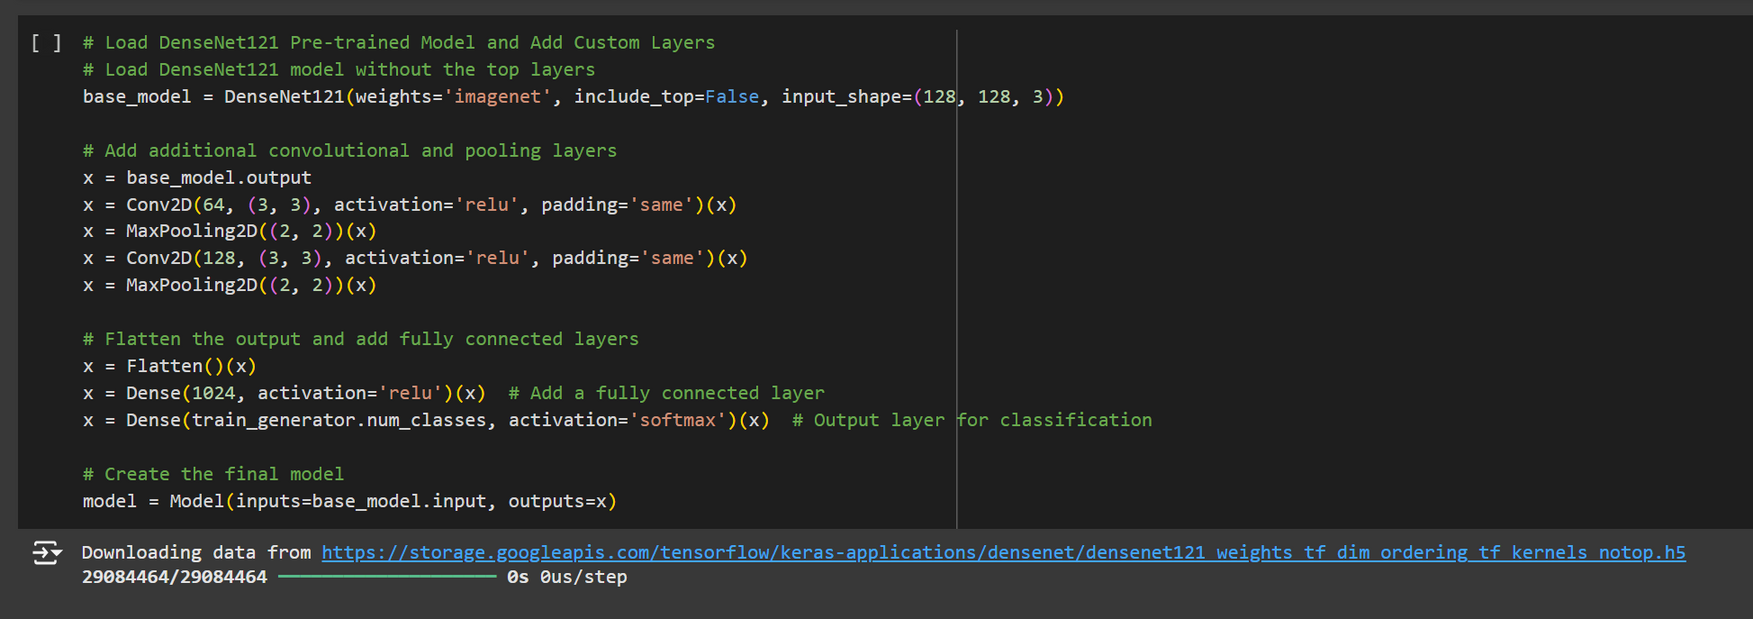 [ ] # Load DenseNet121 Pre-trained Model and Add Custom Layers
# Load DenseNet121 model without the top layers
base_model = DenseNet121(weights='imagenet', include_top=False, input_shape=(128, 128, 3))
# Add additional convolutional and pooling layers
x = base_model.output
x = Conv2D(64, (3, 3), activation='relu', padding='same')(x)
x = MaxPooling2D((2, 2))(x)
x = Conv2D(128, (3, 3), activation='relu', padding='same')(x)
x = MaxPooling2D((2, 2))(x)
# Flatten the output and add fully connected layers
x = Flatten()(x)
x = Dense(1024, activation='relu')(x)  # Add a fully connected layer
x = Dense(train_generator.num_classes, activation='softmax')(x)  # Output layer for classification
# Create the final model
model = Model(inputs=base_model.input, outputs=x)
Downloading data from https://storage.googleapis.com/tensorflow/keras-applications/densenet/densenet121_weights_tf_dim_ordering_tf_kernels_notop.h5
29084464/29084464 0s 0us/step